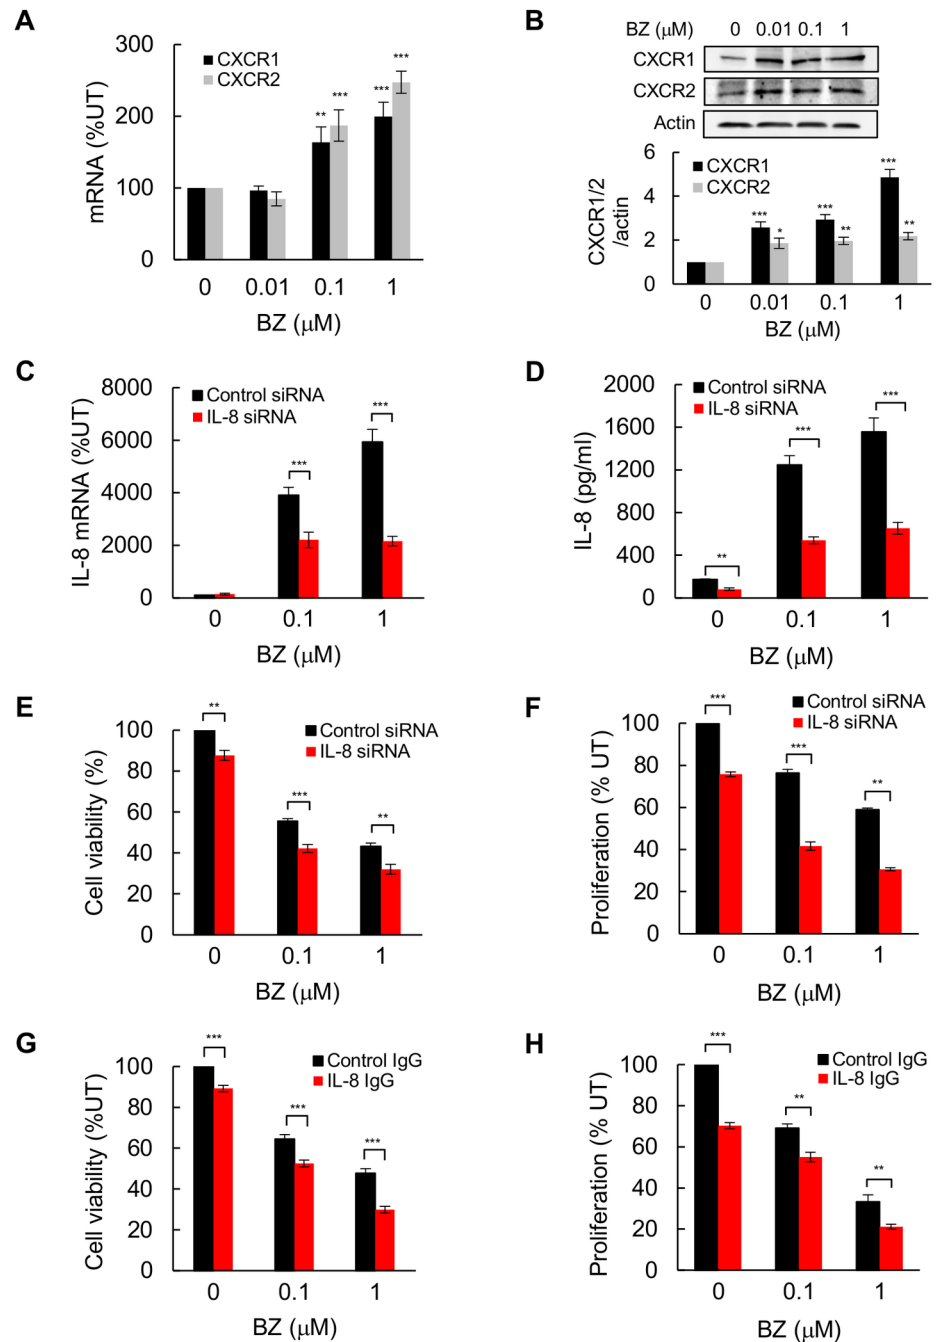 A
300
200
100
0
mRNA (%UT)
CXCR1
CXCR2
**
***
***
***
0 0.01 0.1 1
BZ (μM)
B
BZ (μM) 0 0.01 0.1 1
CXCR1
CXCR2
Actin
6
4
2
0
CXCR1/2
/actin
CXCR1
CXCR2
***
*
***
**
***
**
0 0.01 0.1 1
BZ (μM)
C
8000
6000
4000
2000
0
IL-8 mRNA (%UT)
Control siRNA
IL-8 siRNA
***
***
0 0.1 1
BZ (μM)
D
2000
1600
1200
800
400
0
IL-8 (pg/ml)
Control siRNA
IL-8 siRNA
**
***
***
0 0.1 1
BZ (μM)
E
100
80
60
40
20
0
Cell viability (%)
Control siRNA
IL-8 siRNA
**
***
**
0 0.1 1
BZ (μM)
F
100
80
60
40
20
0
Proliferation (% UT)
Control siRNA
IL-8 siRNA
***
***
**
0 0.1 1
BZ (μM)
G
100
80
60
40
20
0
Cell viability (%UT)
Control IgG
IL-8 IgG
***
***
***
0 0.1 1
BZ (μM)
H
100
80
60
40
20
0
Proliferation (% UT)
Control IgG
IL-8 IgG
***
**
**
0 0.1 1
BZ (μM)